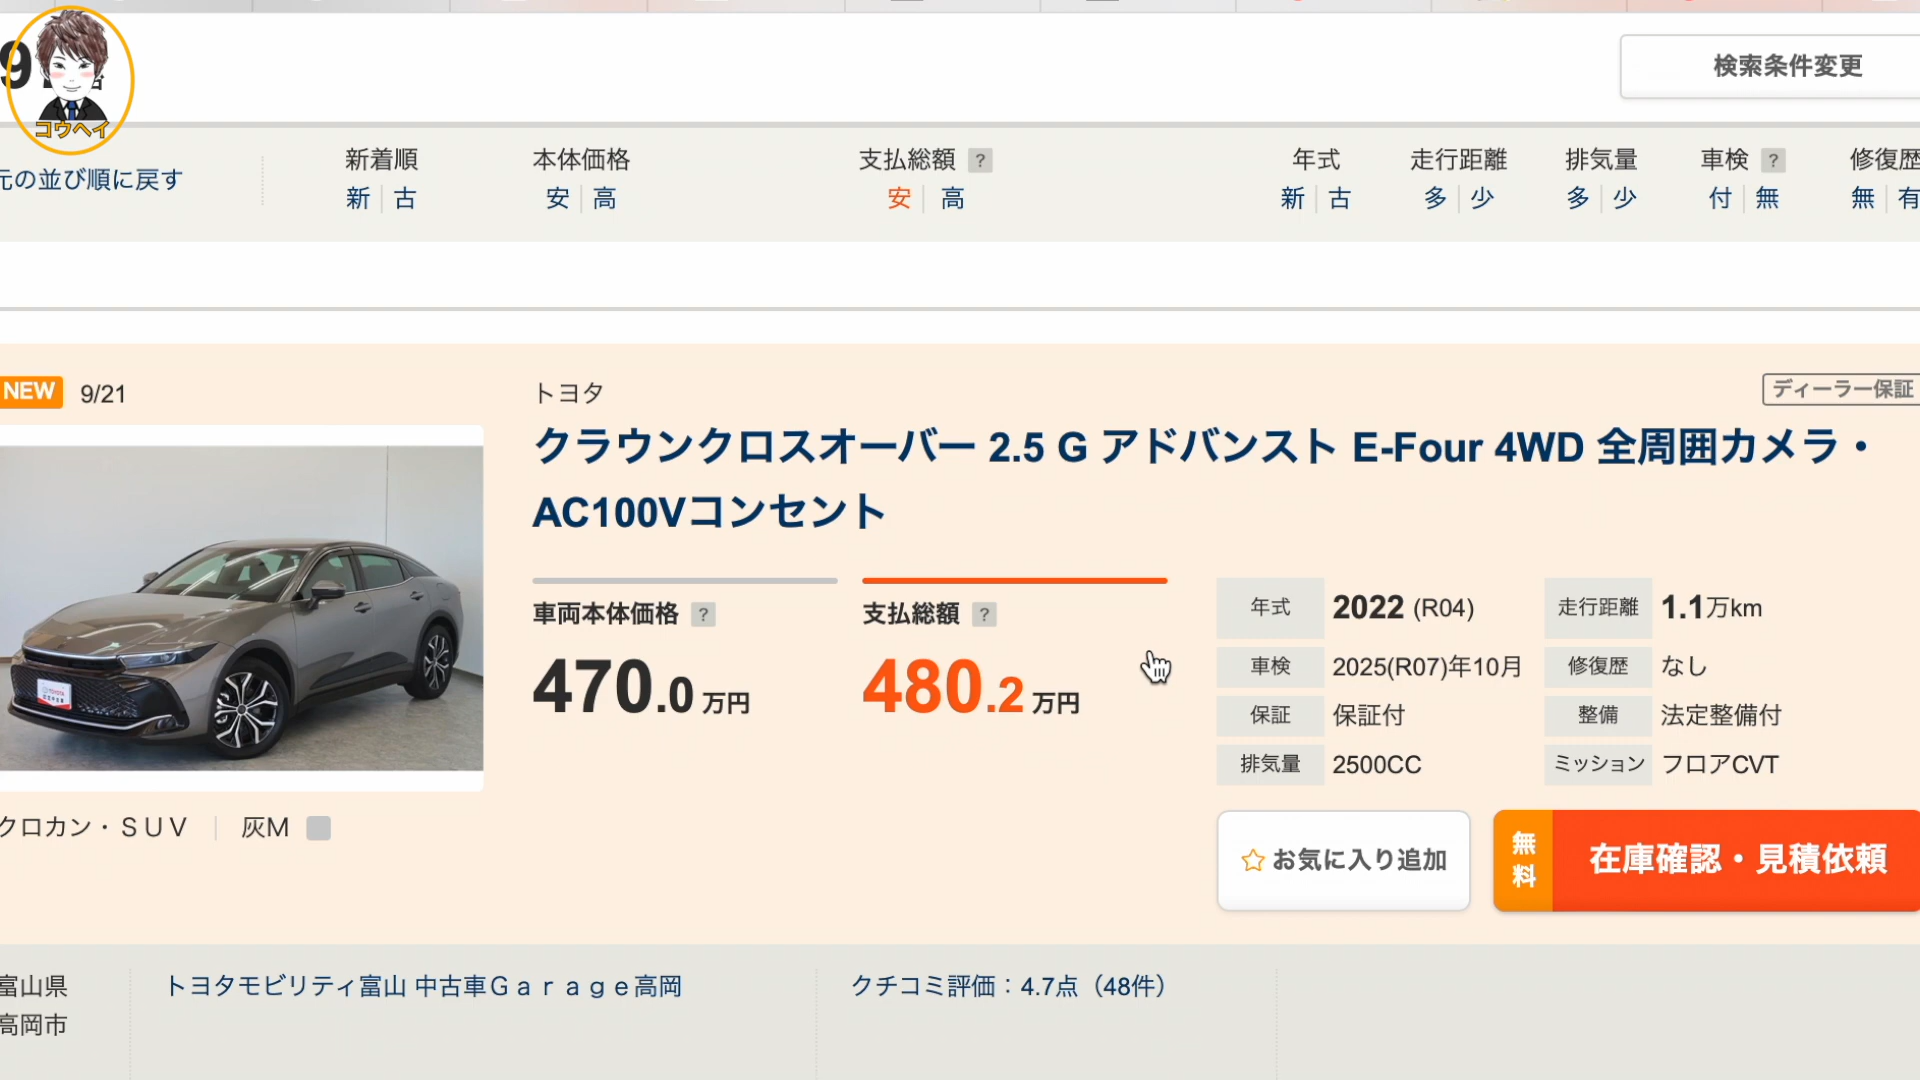 9
コウヘイ
検索条件変更
元の並び順に戻す
新着順
新 古
本体価格
安 高
支払総額 ?
安 高
年式
新 古
走行距離
多 少
排気量
多 少
車検 ?
付 無
修復歴
無 有
NEW 9/21
トヨタ
ディーラー保証
クラウンクロスオーバー 2.5 G アドバンスト E-Four 4WD 全周囲カメラ・
AC100Vコンセント
車両本体価格 ?
470.0万円
支払総額 ?
480.2万円
年式 2022 (R04) 走行距離 1.1万km
車検 2025(R07)年10月 修復歴 なし
保証 保証付 整備 法定整備付
排気量 2500CC ミッション フロアCVT
クロカン・ＳＵＶ 灰M
お気に入り追加
無料 在庫確認・見積依頼
富山県
高岡市
トヨタモビリティ富山 中古車Ｇａｒａｇｅ高岡
クチコミ評価：4.7点（48件）